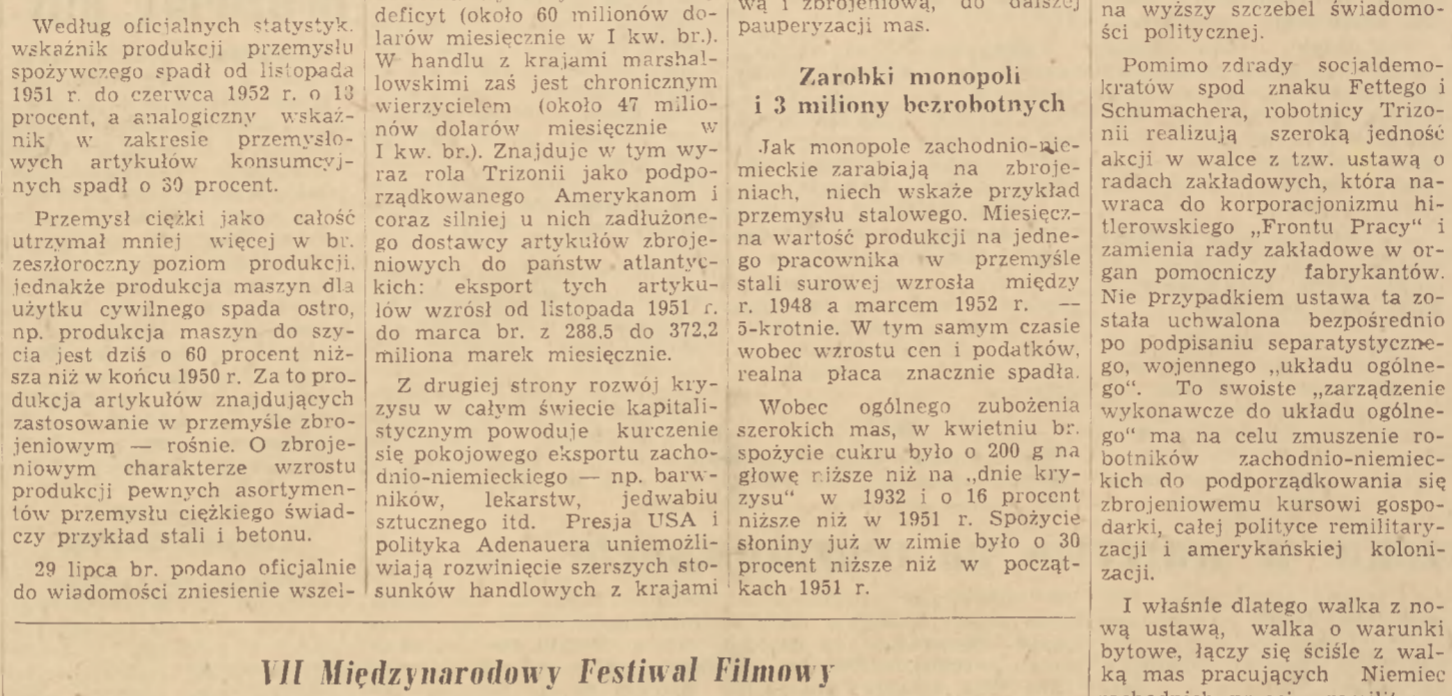 Według oficjalnych statystyk.
wskaźnik produkcji przemysłu
spożywczego spadł od listopada
1951 r. do czerwca 1952 r. o 13
procent, a analogiczny wskaź-
nik w zakresie przemysło-
wych artykułów konsumcyj-
nych spadł o 30 procent.
Przemysł ciężki jako całość
utrzymał mniej więcej w br.
zeszłoroczny poziom produkcji,
jednakże produkcja maszyn dla
użytku cywilnego spada ostro,
np. produkcja maszyn do szy-
cia jest dziś o 60 procent niż-
sza niż w końcu 1950 r. Za to pro-
dukcja artykułów znajdujących
zastosowanie w przemyśle zbro-
jeniowym — rośnie. O zbroje-
niowym charakterze wzrostu
produkcji pewnych asortymen-
tów przemysłu ciężkiego świad-
czy przykład stali i betonu.
29 lipca br. podano oficjalnie
do wiadomości zniesienie wszel-
deficyt (około 60 milionów do-
larów miesięcznie w I kw. br.).
W handlu z krajami marshal-
lowskimi zaś jest chronicznym
wierzycielem (około 47 milio-
nów dolarów miesięcznie w
I kw. br.). Znajduje w tym wy-
raz rola Trizonii jako podpo-
rządkowanego Amerykanom i
coraz silniej u nich zadłużone-
go dostawcy artykułów zbroje-
niowych do państw atlantyc-
kich: eksport tych artyku-
łów wzrósł od listopada 1951 r.
do marca br. z 288,5 do 372,2
miliona marek miesięcznie.
Z drugiej strony rozwój kry-
zysu w całym świecie kapitali-
stycznym powoduje kurczenie
się pokojowego eksportu zacho-
dnio-niemieckiego — np. barw-
ników, lekarstw, jedwabiu
sztucznego itd. Presja USA i
polityka Adenauera uniemożli-
wiają rozwinięcie szerszych sto-
sunków handlowych z krajami
wą i zbrojeniową, do dalszej
pauperyzacji mas.
Zarobki monopoli
i 3 miliony bezrobotnych
Jak monopole zachodnio-nie-
mieckie zarabiają na zbroje-
niach, niech wskaże przykład
przemysłu stalowego. Miesięcz-
na wartość produkcji na jedne-
go pracownika w przemyśle
stali surowej wzrosła między
r. 1948 a marcem 1952 r. —
5-krotnie. W tym samym czasie
wobec wzrostu cen i podatków,
realna płaca znacznie spadła.
Wobec ogólnego zubożenia
szerokich mas, w kwietniu br.
spożycie cukru było o 200 g na
głowę niższe niż na „dnie kry-
zysu“ w 1932 i o 16 procent
niższe niż w 1951 r. Spożycie
słoniny już w zimie było o 30
procent niższe niż w począt-
kach 1951 r.
na wyższy szczebel świadomo-
ści politycznej.
Pomimo zdrady socjaldemo-
kratów spod znaku Fettego i
Schumachera, robotnicy Trizo-
nii realizują szeroką jedność
akcji w walce z tzw. ustawą o
radach zakładowych, która na-
wraca do korporacjonizmu hi-
tlerowskiego „Frontu Pracy“ i
zamienia rady zakładowe w or-
gan pomocniczy fabrykantów.
Nie przypadkiem ustawa ta zo-
stała uchwalona bezpośrednio
po podpisaniu separatystyczne-
go, wojennego „układu ogólne-
go“. To swoiste „zarządzenie
wykonawcze do układu ogólne-
go“ ma na celu zmuszenie ro-
botników zachodnio-niemiec-
kich do podporządkowania się
zbrojeniowemu kursowi gospo-
darki, całej polityce remilitary-
zacji i amerykańskiej koloni-
zacji.
I właśnie dlatego walka z no-
wą ustawą, walka o warunki
bytowe, łączy się ściśle z wal-
ką mas pracujących Niemiec
VII Międzynarodowy Festiwal Filmowy